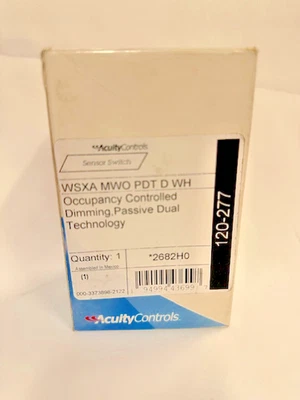 AcuityControls
Sensor Switch
WSXA MWO PDT D WH
Occupancy Controlled
Dimming,Passive Dual
Technology
120-277
Quantity: 1
*2682H0
(1)
AcuityControls